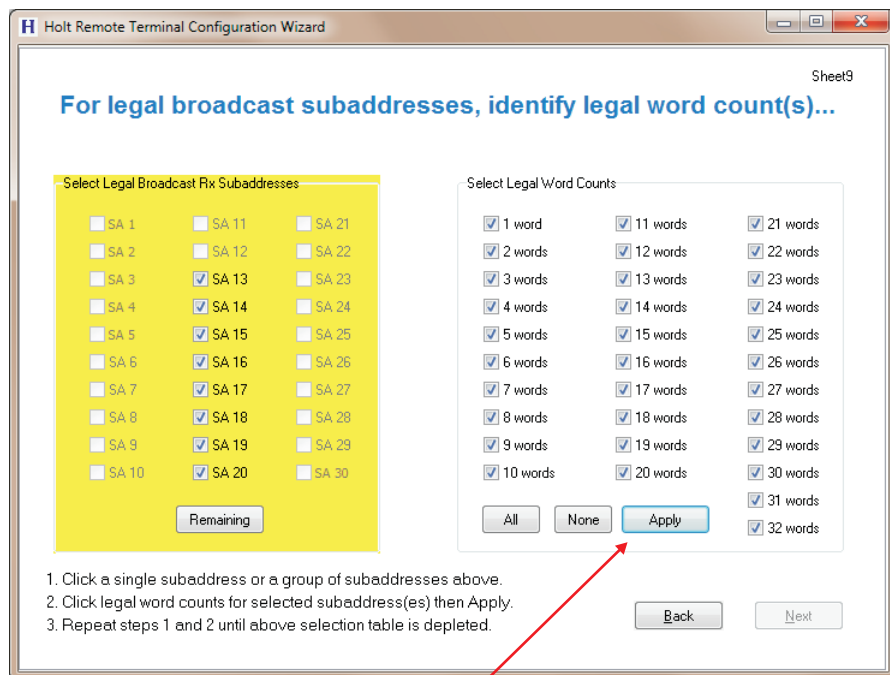 H Holt Remote Terminal Configuration Wizard
Sheet9
For legal broadcast subaddresses, identify legal word count(s)...
Select Legal Broadcast Rx Subaddresses
SA 1 SA 11 SA 21
SA 2 SA 12 SA 22
SA 3 SA 13 SA 23
SA 4 SA 14 SA 24
SA 5 SA 15 SA 25
SA 6 SA 16 SA 26
SA 7 SA 17 SA 27
SA 8 SA 18 SA 28
SA 9 SA 19 SA 29
SA 10 SA 20 SA 30
Remaining
Select Legal Word Counts
1 word 11 words 21 words
2 words 12 words 22 words
3 words 13 words 23 words
4 words 14 words 24 words
5 words 15 words 25 words
6 words 16 words 26 words
7 words 17 words 27 words
8 words 18 words 28 words
9 words 19 words 29 words
10 words 20 words 30 words
31 words
All None Apply 32 words
1. Click a single subaddress or a group of subaddresses above.
2. Click legal word counts for selected subaddress(es) then Apply.
3. Repeat steps 1 and 2 until above selection table is depleted.
Back Next